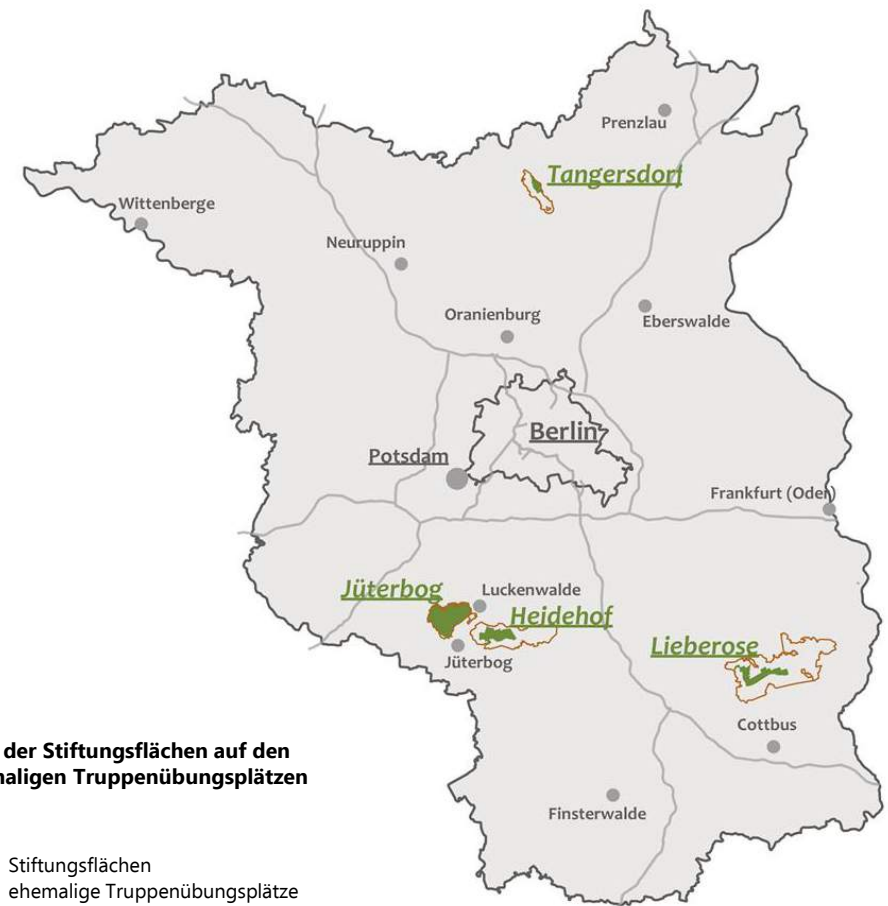 Prenzlau
Tangersdorf
Wittenberge
Neuruppin
Oranienburg
Eberswalde
Berlin
Potsdam
Frankfurt (Oder)
Jüterbog
Luckenwalde
Heidehof
Jüterbog
Lieberose
Cottbus
Finsterwalde
der Stiftungsflächen auf den
maligen Truppenübungsplätzen
Stiftungsflächen
ehemalige Truppenübungsplätze